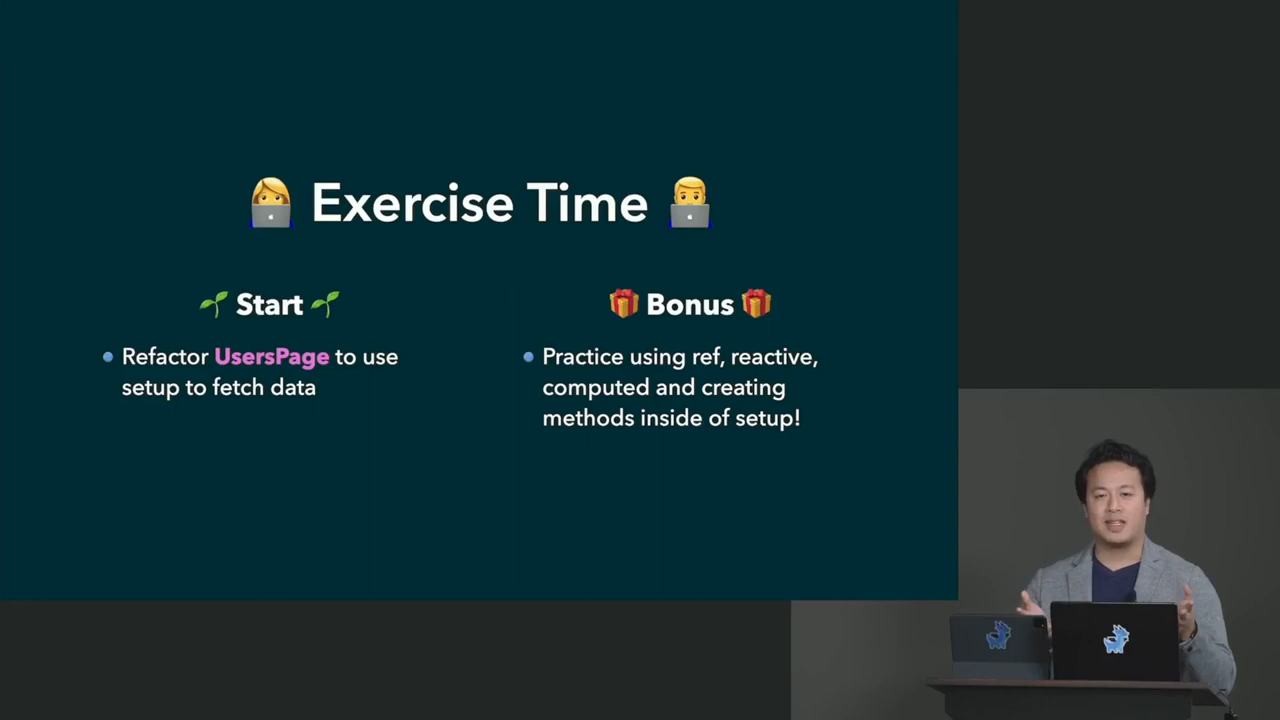 👩‍💻 Exercise Time 👨‍💻
🌱 Start 🌱
• Refactor UsersPage to use
setup to fetch data
🎁 Bonus 🎁
• Practice using ref, reactive,
computed and creating
methods inside of setup!